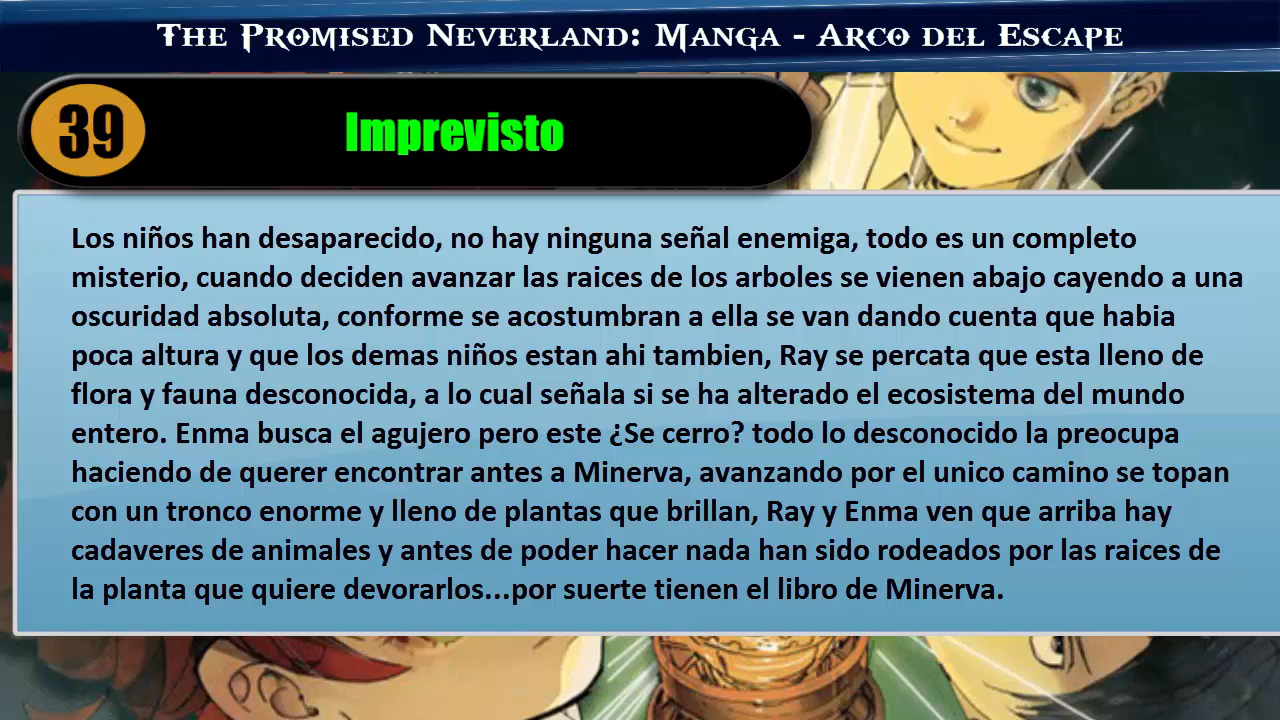 The Promised Neverland: Manga - Arco del Escape
39
Imprevisto
Los niños han desaparecido, no hay ninguna señal enemiga, todo es un completo
misterio, cuando deciden avanzar las raices de los arboles se vienen abajo cayendo a una
oscuridad absoluta, conforme se acostumbran a ella se van dando cuenta que habia
poca altura y que los demas niños estan ahi tambien, Ray se percata que esta lleno de
flora y fauna desconocida, a lo cual señala si se ha alterado el ecosistema del mundo
entero. Enma busca el agujero pero este ¿Se cerro? todo lo desconocido la preocupa
haciendo de querer encontrar antes a Minerva, avanzando por el unico camino se topan
con un tronco enorme y lleno de plantas que brillan, Ray y Enma ven que arriba hay
cadaveres de animales y antes de poder hacer nada han sido rodeados por las raices de
la planta que quiere devorarlos...por suerte tienen el libro de Minerva.